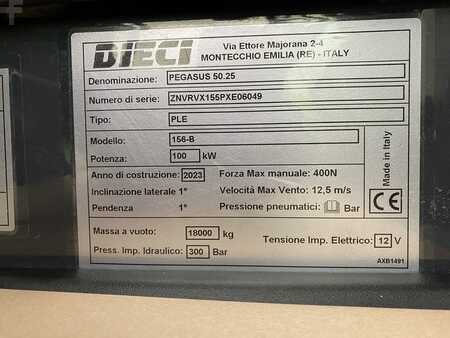 DIECI
Via Ettore Majorana 2-4
MONTECCHIO EMILIA (RE) - ITALY
Denominazione: PEGASUS 50.25
Numero di serie: ZNVRVX155PXE06049
Tipo: PLE
Modello: 156-B
Potenza: 100 kW
Made in Italy
Anno di costruzione: 2023 Forza Max manuale: 400N
Inclinazione laterale 1° Velocità Max Vento: 12,5 m/s
Pendenza 1° Pressione pneumatici: Bar
CE
Massa a vuoto: 18000 kg
Tensione Imp. Elettrico: 12 V
Press. Imp. Idraulico: 300 Bar
AXB1491